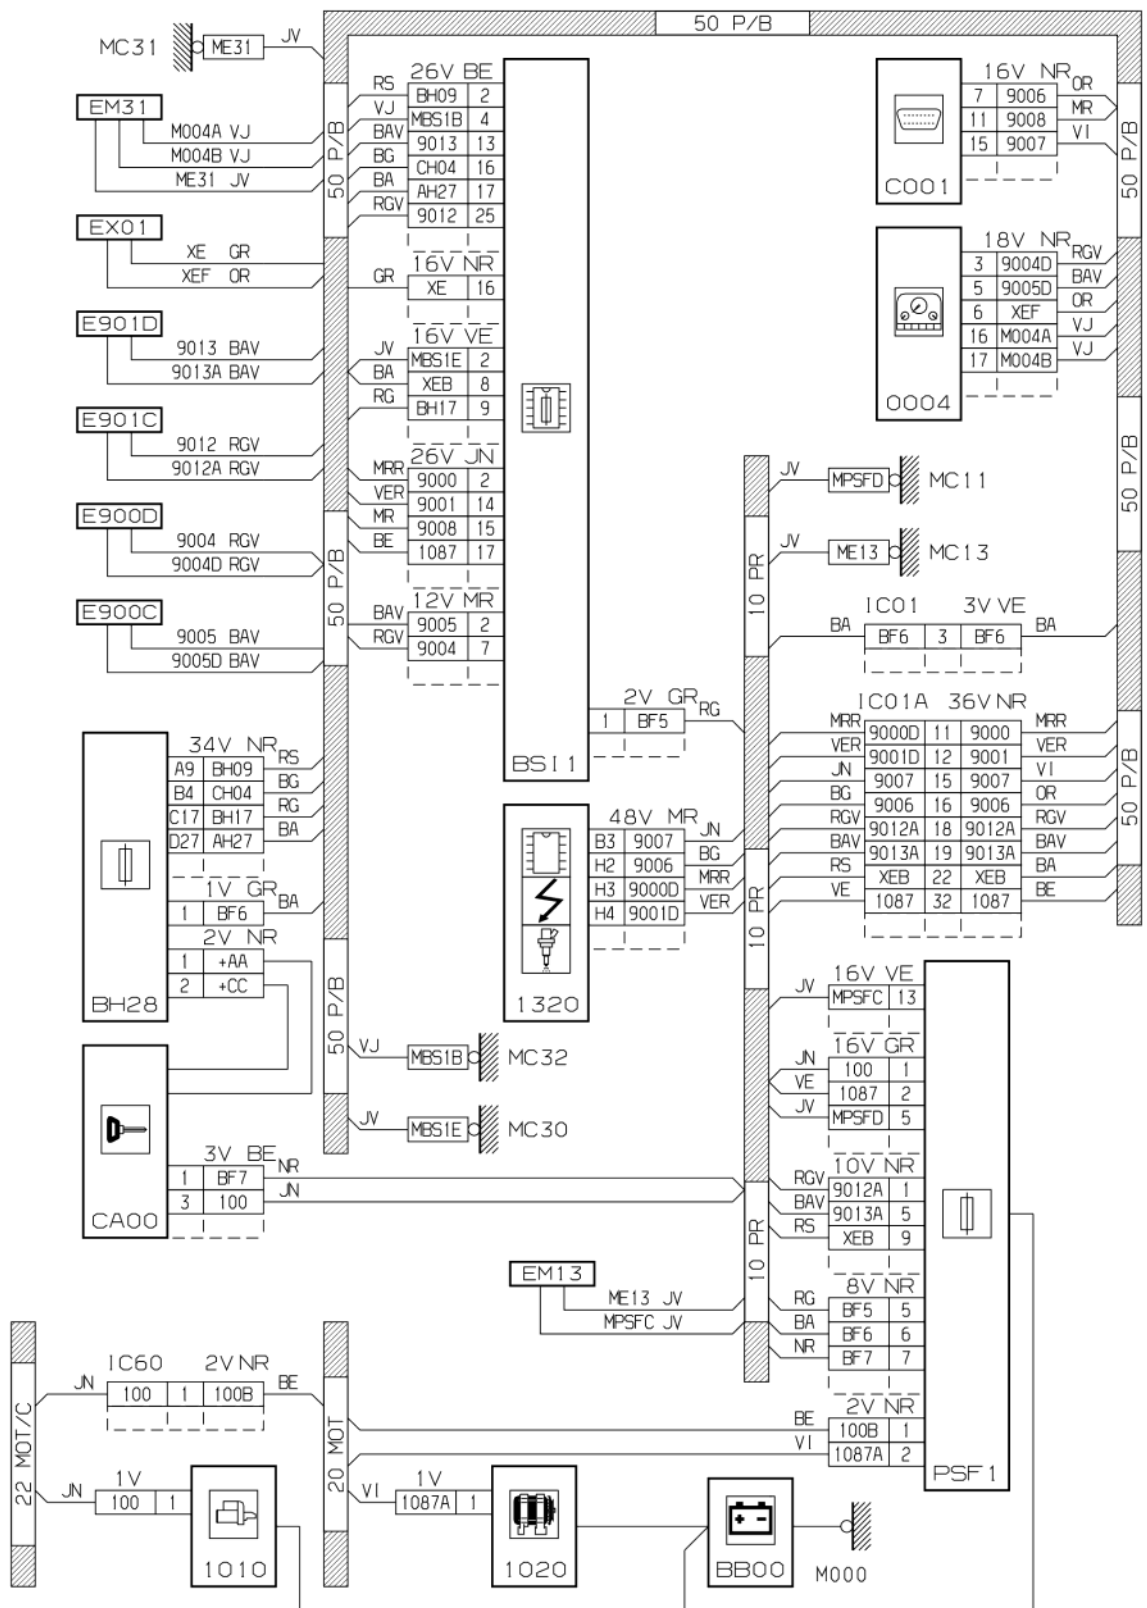 50 P/B
MC31 ME31 JV
EM31
M004A VJ
M004B VJ
ME31 JV
EX01
XE GR
XEF OR
E901D
9013 BAV
9013A BAV
E901C
9012 RGV
9012A RGV
E900D
9004 RGV
9004D RGV
E900C
9005 BAV
9005D BAV
50 P/B
50 P/B
50 P/B
26V BE
RS BH09 2
VJ MBS1B 4
BAV 9013 13
BG CH04 16
BA AH27 17
RGV 9012 25
16V NR
GR XE 16
16V VE
JV MBS1E 2
BA XEB 8
RG BH17 9
26V JN
MRR 9000 2
VER 9001 14
MR 9008 15
BE 1087 17
12V MR
BAV 9005 2
RGV 9004 7
2V GR
1 BF5 RG
BSI1
16V NR
7 9006 OR
11 9008 MR
15 9007 VI
C001
18V NR
3 9004D RGV
5 9005D BAV
6 XEF OR
16 M004A VJ
17 M004B VJ
0004
50 P/B
50 P/B
50 P/B
JV MPSFD MC11
JV ME13 MC13
10 PR
10 PR
10 PR
IC01 3V VE
BA BF6 3 BF6 BA
IC01A 36V NR
MRR 9000D 11 9000 MRR
VER 9001D 12 9001 VER
JN 9007 15 9007 VI
BG 9006 16 9006 OR
RGV 9012A 18 9012A RGV
BAV 9013A 19 9013A BAV
RS XEB 22 XEB BA
VE 1087 32 1087 BE
34V NR
A9 BH09 RS
B4 CH04 BG
C17 BH17 RG
D27 AH27 BA
1V GR
1 BF6 BA
2V NR
1 +AA
2 +CC
BH28
48V MR
B3 9007 JN
H2 9006 BG
H3 9000D MRR
H4 9001D VER
1320
VJ MBS1B MC32
JV MBS1E MC30
3V BE
1 BF7 NR
3 100 JN
CA00
EM13
ME13 JV
MPSFC JV
16V VE
JV MPSFC 13
16V GR
JN 100 1
VE 1087 2
JV MPSFD 5
10V NR
RGV 9012A 1
BAV 9013A 5
RS XEB 9
8V NR
RG BF5 5
BA BF6 6
NR BF7 7
2V NR
BE 100B 1
VI 1087A 2
PSF1
22 MOT/C
IC60 2V NR
JN 100 1 100B BE
20 MOT
1V
JN 100 1
1010
1V
VI 1087A 1
1020
BB00
M000